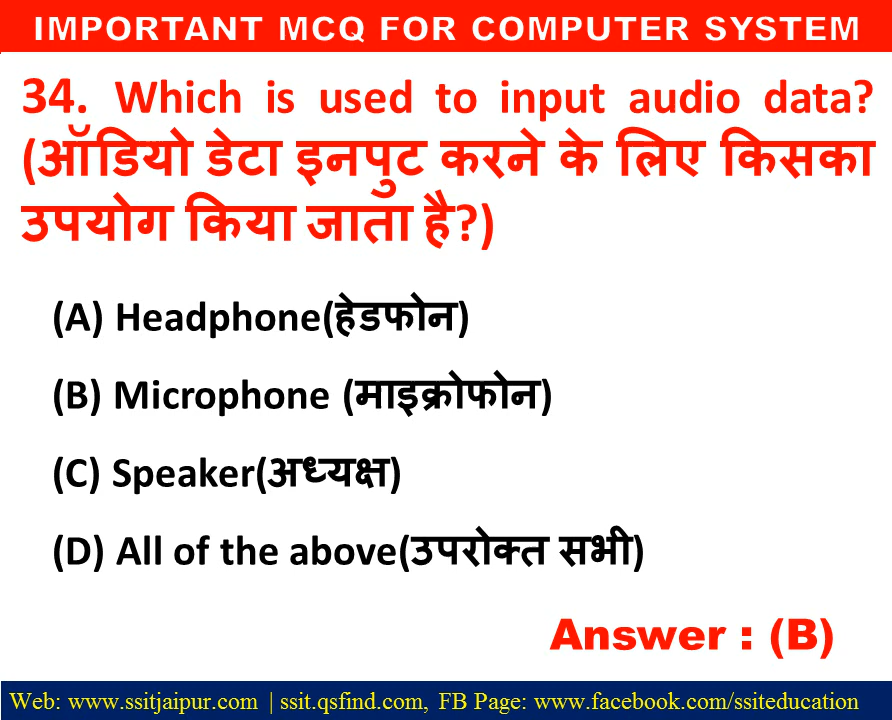 IMPORTANT MCQ FOR COMPUTER SYSTEM
34. Which is used to input audio data?
(ऑडियो डेटा इनपुट करने के लिए किसका
उपयोग किया जाता है?)
(A) Headphone(हेडफोन)
(B) Microphone (माइक्रोफोन)
(C) Speaker(अध्यक्ष)
(D) All of the above(उपरोक्त सभी)
Answer : (B)
Web: www.ssitjaipur.com | ssit.qsfind.com, FB Page: www.facebook.com/ssiteducation